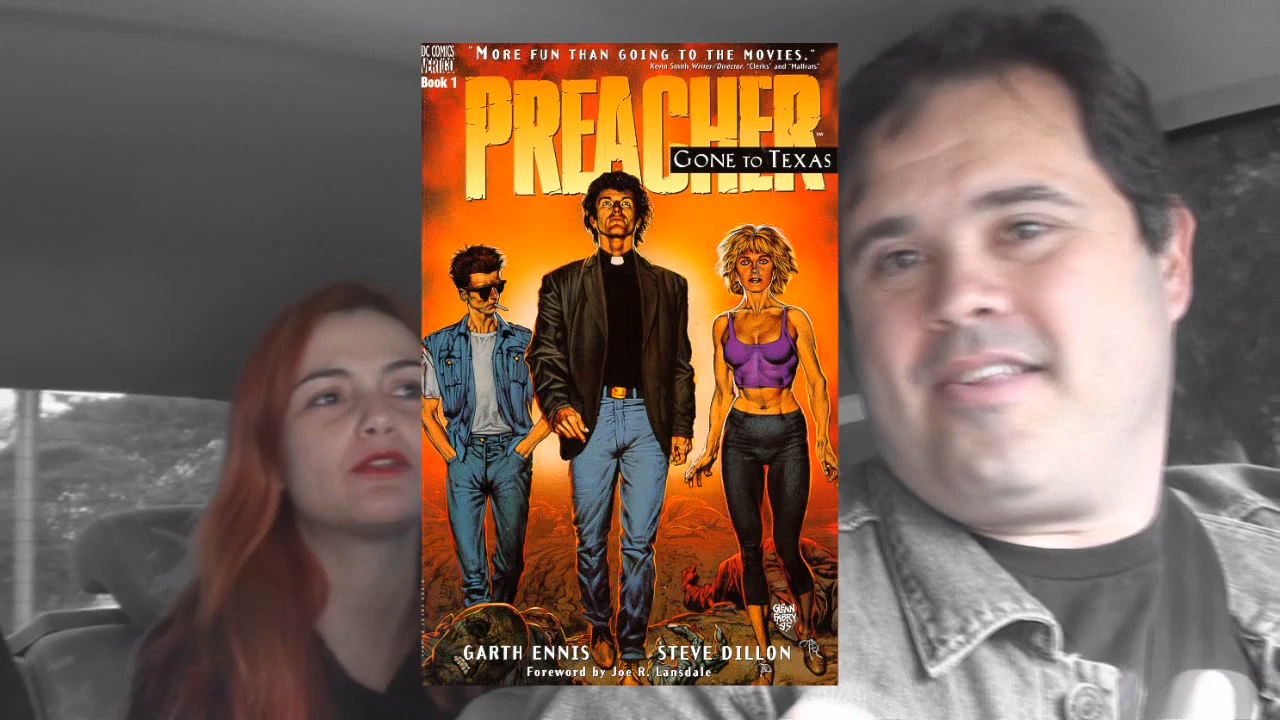 DC COMICS
VERTIGO
Book 1
"MORE FUN THAN GOING TO THE MOVIES."
Kevin Smith Writer/Director, "Clerks" and "Mallrats"
PREACHER™
GONE TO TEXAS
GLENN
FABRY
95
GARTH ENNIS STEVE DILLON
Foreword by Joe R. Lansdale